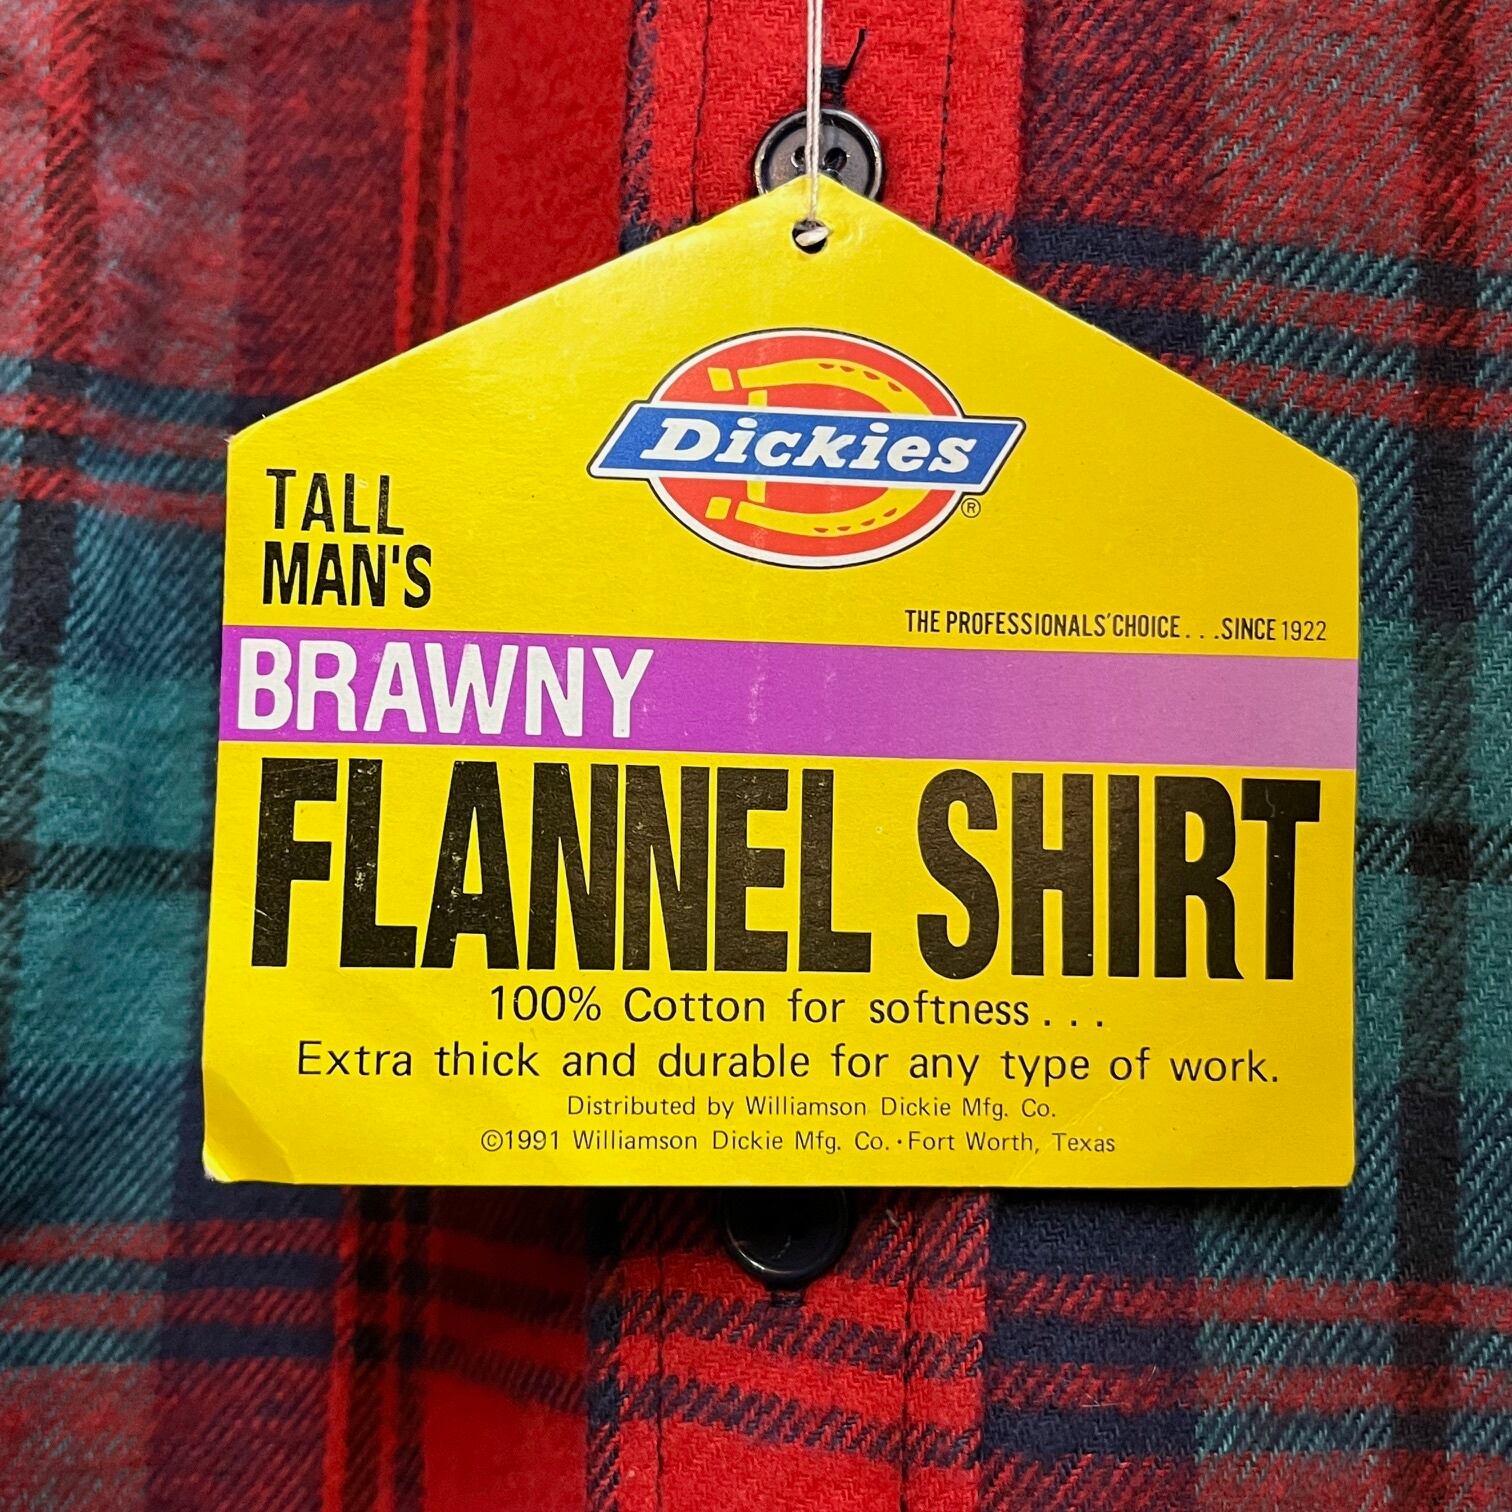 Dickies
®
TALL
MAN'S
THE PROFESSIONALS' CHOICE...SINCE 1922
BRAWNY
FLANNEL SHIRT
100% Cotton for softness...
Extra thick and durable for any type of work.
Distributed by Williamson Dickie Mfg. Co.
©1991 Williamson Dickie Mfg. Co. · Fort Worth, Texas